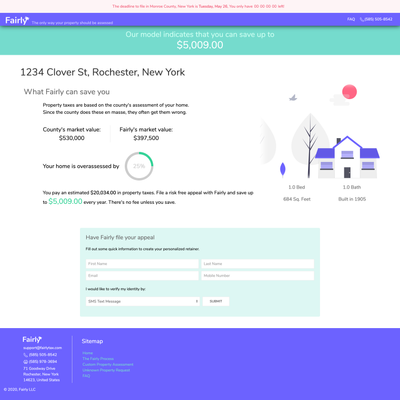 The deadline to file in Monroe County, New York is Tuesday, May 26. You only have 00 00 00 00 left
Fairly
The only way your property should be assessed.
FAQ
(585) 505-8542
Our model indicates that you can save up to
$5,009.00
1234 Clover St, Rochester, New York
What Fairly can save you
Property taxes are based on the county's assessment of your home.
Since the county does these en masse, they often get them wrong.
County's market value:
$530,000
Fairly's market value:
$397,500
Your home is overassessed by
25%
You pay an estimated $20,034.00 in property taxes. File a risk free appeal with Fairly and save up
to $5,009.00 every year. There's no fee unless you save.
1.0 Bed
1.0 Bath
684 Sq. Feet
Built in 1905
Have Fairly file your appeal
Fill out some quick information to create your personalized retainer.
First Name
Last Name
Email
Mobile Number
I would like to verify my identity by:
SMS Text Message
SUBMIT
Fairly
support@fairlytax.com
(585) 505-8542
(585) 978-3684
71 Goodway Drive
Rochester, New York
14623, United States
Sitemap
Home
The Fairly Process
Custom Property Assessment
Unknown Property Request
FAQ
© 2020, Fairly LLC